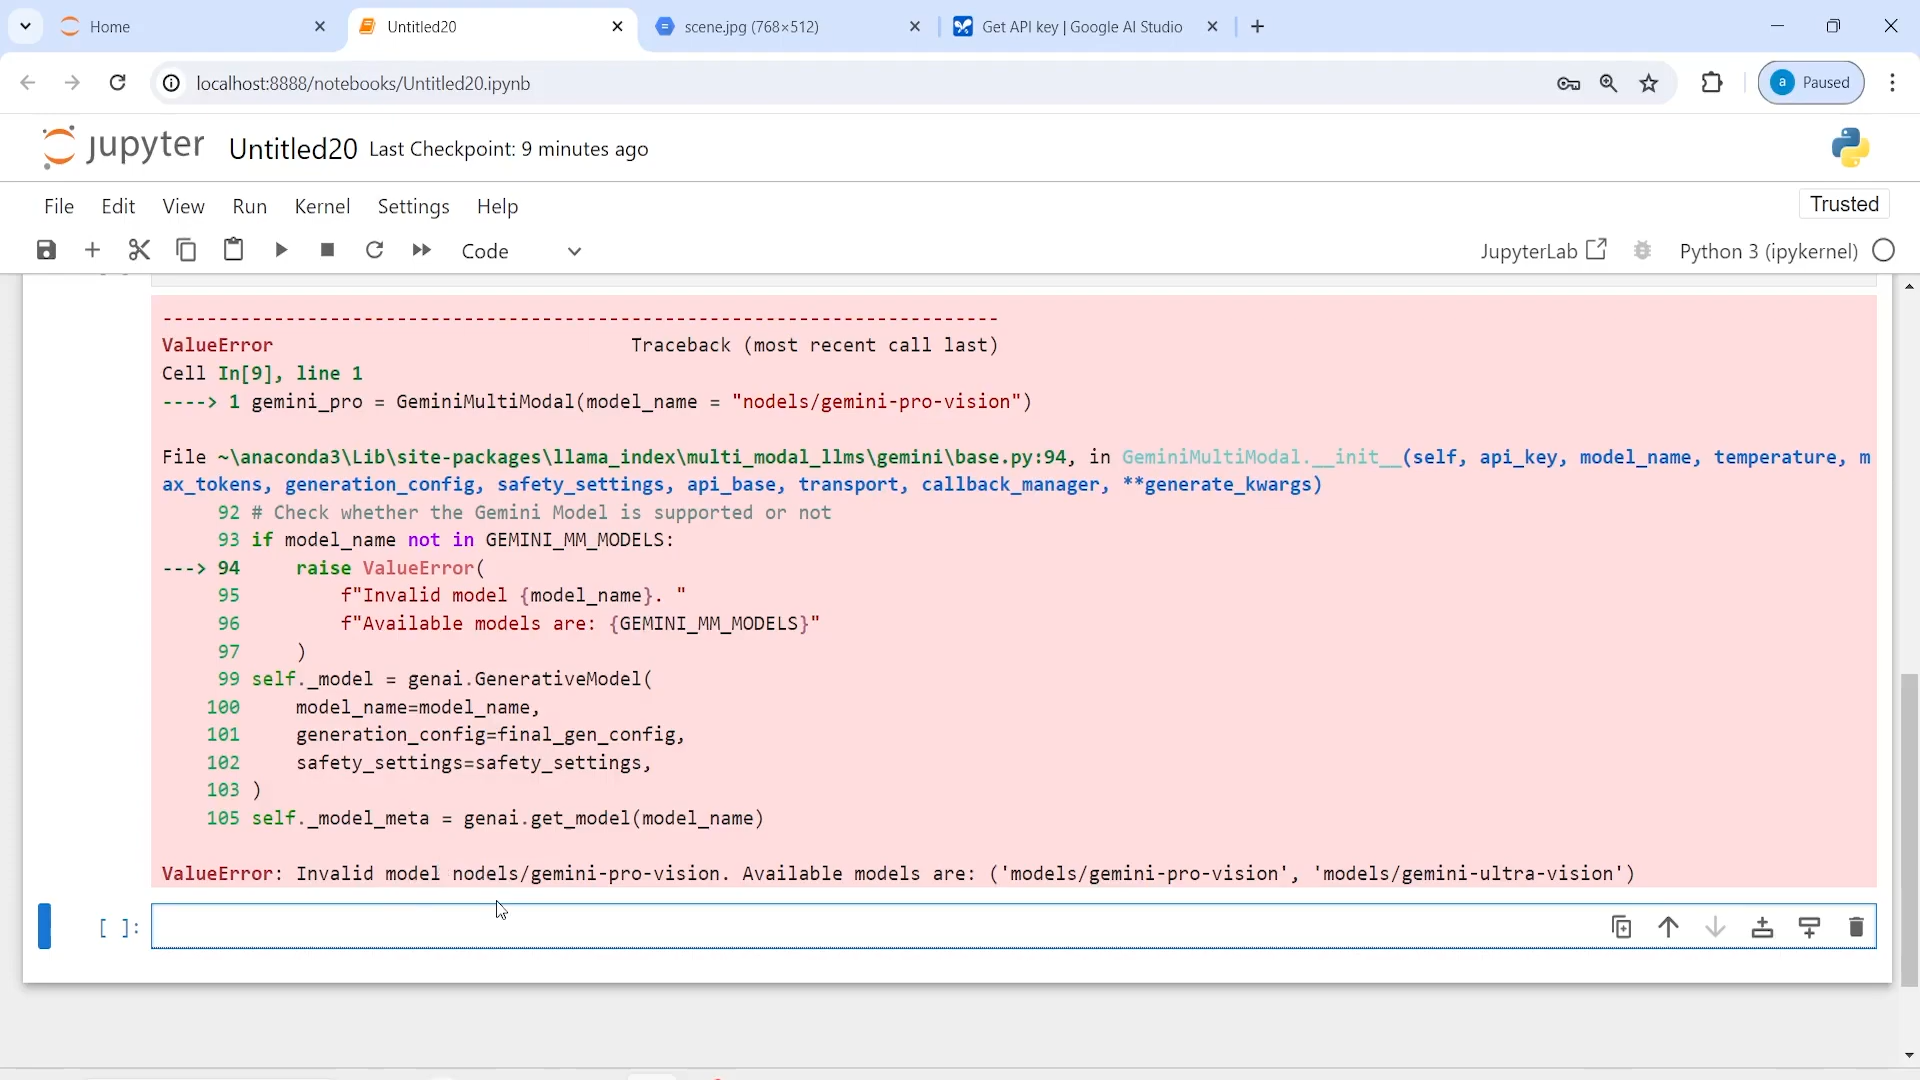 Home
Untitled20
scene.jpg (768×512)
Get API key | Google AI Studio
localhost:8888/notebooks/Untitled20.ipynb
a Paused
jupyter Untitled20 Last Checkpoint: 9 minutes ago
File Edit View Run Kernel Settings Help
Trusted
Code
JupyterLab
Python 3 (ipykernel)
---------------------------------------------------------------------------
ValueError                                Traceback (most recent call last)
Cell In[9], line 1
----> 1 gemini_pro = GeminiMultiModal(model_name = "nodels/gemini-pro-vision")
File ~\anaconda3\Lib\site-packages\llama_index\multi_modal_llms\gemini\base.py:94, in GeminiMultiModal.__init__(self, api_key, model_name, temperature, m
ax_tokens, generation_config, safety_settings, api_base, transport, callback_manager, **generate_kwargs)
92 # Check whether the Gemini Model is supported or not
93 if model_name not in GEMINI_MM_MODELS:
---> 94     raise ValueError(
95         f"Invalid model {model_name}. "
96         f"Available models are: {GEMINI_MM_MODELS}"
97     )
99 self._model = genai.GenerativeModel(
100     model_name=model_name,
101     generation_config=final_gen_config,
102     safety_settings=safety_settings,
103 )
105 self._model_meta = genai.get_model(model_name)
ValueError: Invalid model nodels/gemini-pro-vision. Available models are: ('models/gemini-pro-vision', 'models/gemini-ultra-vision')
[ ]: